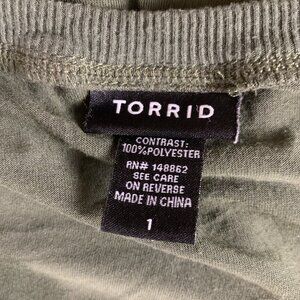 TORRID
CONTRAST:
100%POLYESTER
RN# 148862
SEE CARE
ON REVERSE
MADE IN CHINA
1